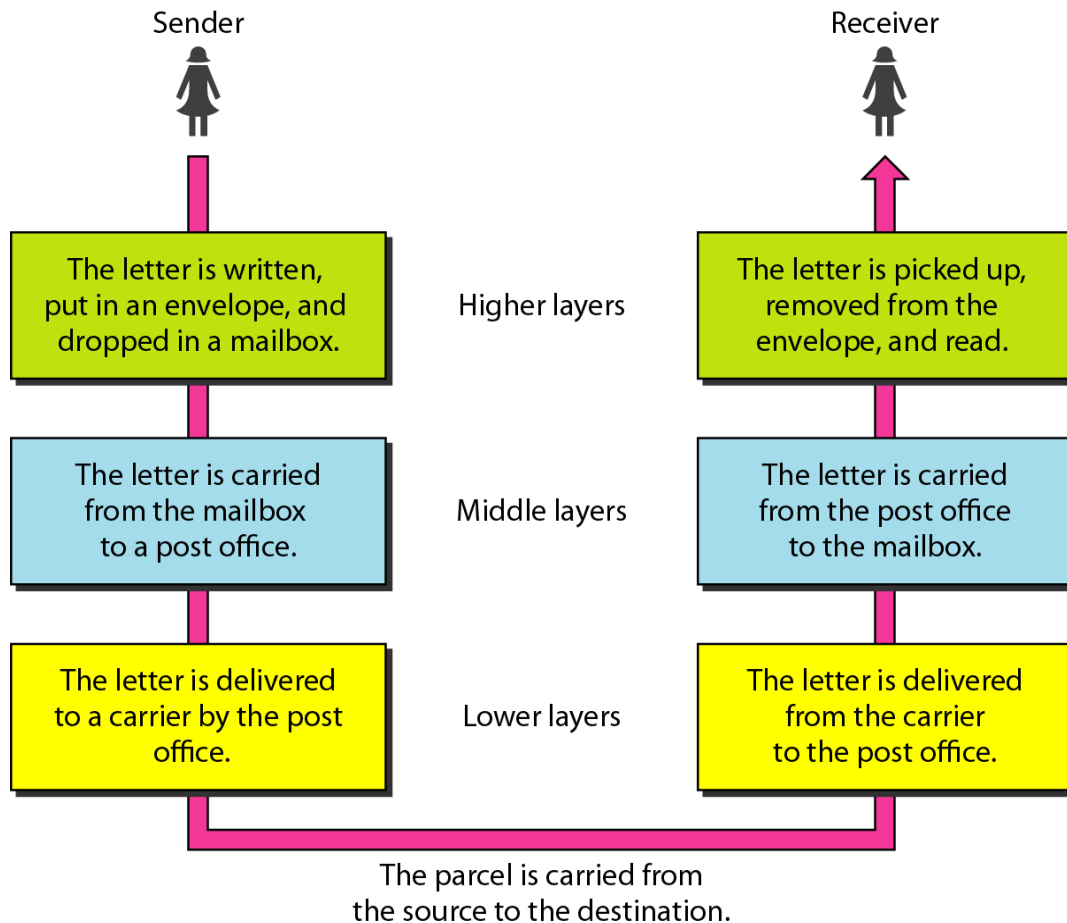 Sender
Receiver
The letter is written,
put in an envelope, and
dropped in a mailbox.
Higher layers
The letter is picked up,
removed from the
envelope, and read.
The letter is carried
from the mailbox
to a post office.
Middle layers
The letter is carried
from the post office
to the mailbox.
The letter is delivered
to a carrier by the post
office.
Lower layers
The letter is delivered
from the carrier
to the post office.
The parcel is carried from
the source to the destination.